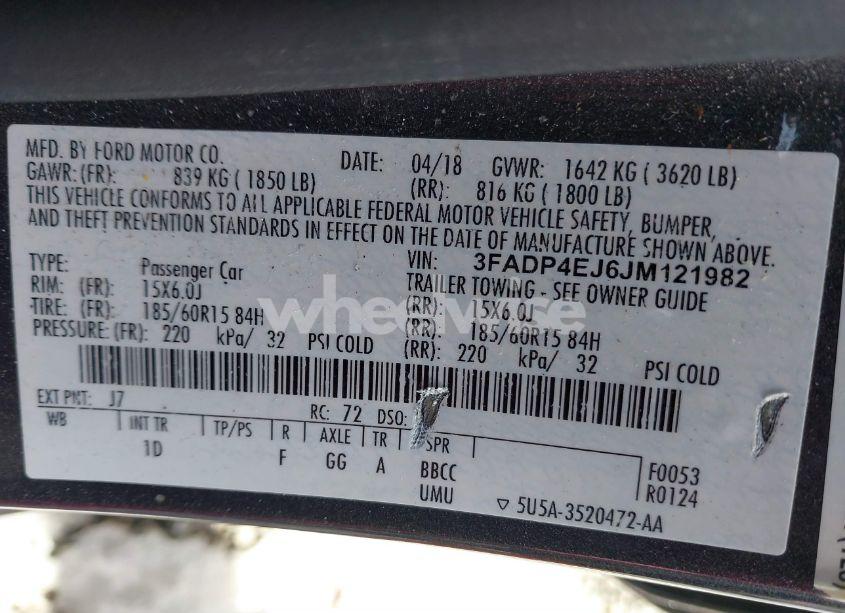 MFD. BY FORD MOTOR CO. DATE: 04/18 GVWR: 1642 KG ( 3620 LB)
GAWR: (FR): 839 KG ( 1850 LB) (RR): 816 KG ( 1800 LB)
THIS VEHICLE CONFORMS TO ALL APPLICABLE FEDERAL MOTOR VEHICLE SAFETY, BUMPER,
AND THEFT PREVENTION STANDARDS IN EFFECT ON THE DATE OF MANUFACTURE SHOWN ABOVE.
VIN: 3FADP4EJ6JM121982
TYPE: Passenger Car TRAILER TOWING - SEE OWNER GUIDE
RIM: (FR): 15X6.0J (RR): 15X6.0J
TIRE: (FR): 185/60R15 84H (RR): 185/60R15 84H
PRESSURE: (FR): 220 kPa/ 32 PSI COLD (RR): 220 kPa/ 32 PSI COLD
wheelwise
EXT PNT: J7 RC: 72 DSO:
WB INT TR TP/PS R AXLE TR SPR
1D F GG A BBCC F0053
UMU R0124
5U5A-3520472-AA